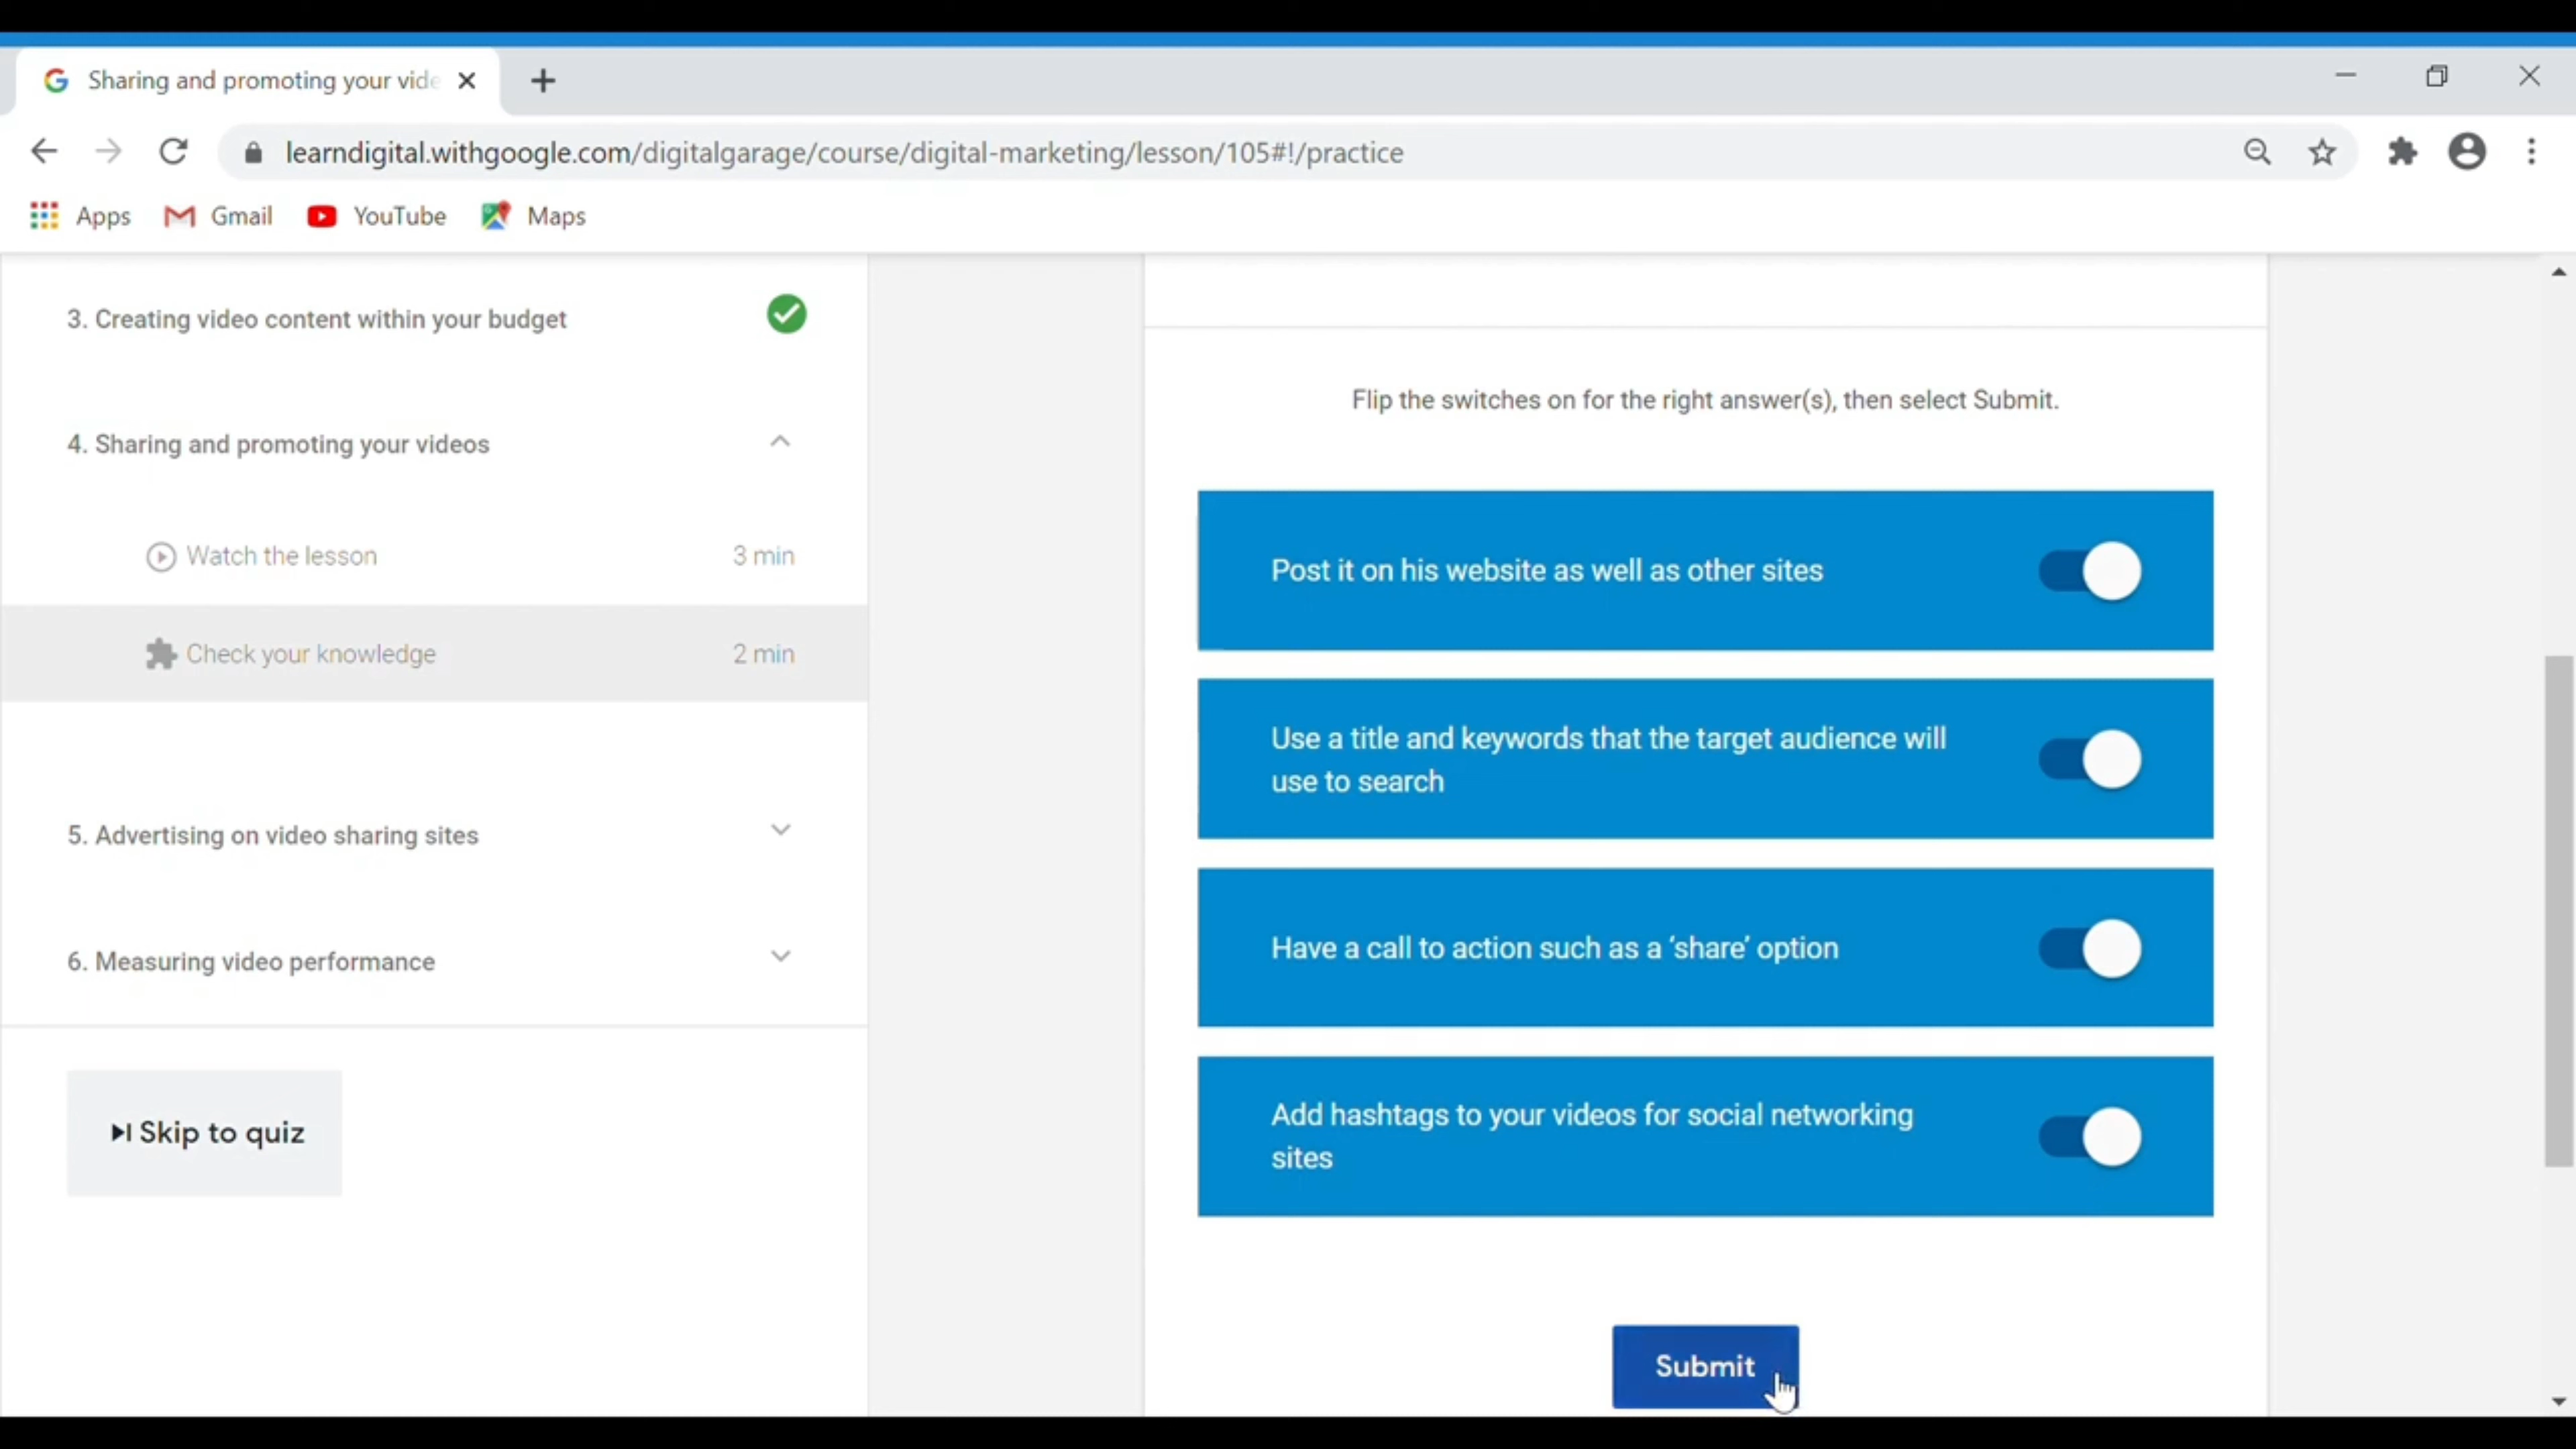 Sharing and promoting your vide
learndigital.withgoogle.com/digitalgarage/course/digital-marketing/lesson/105#!/practice
Apps Gmail YouTube Maps
3. Creating video content within your budget
4. Sharing and promoting your videos
Watch the lesson 3 min
Check your knowledge 2 min
5. Advertising on video sharing sites
6. Measuring video performance
Skip to quiz
Flip the switches on for the right answer(s), then select Submit.
Post it on his website as well as other sites
Use a title and keywords that the target audience will
use to search
Have a call to action such as a ‘share’ option
Add hashtags to your videos for social networking
sites
Submit